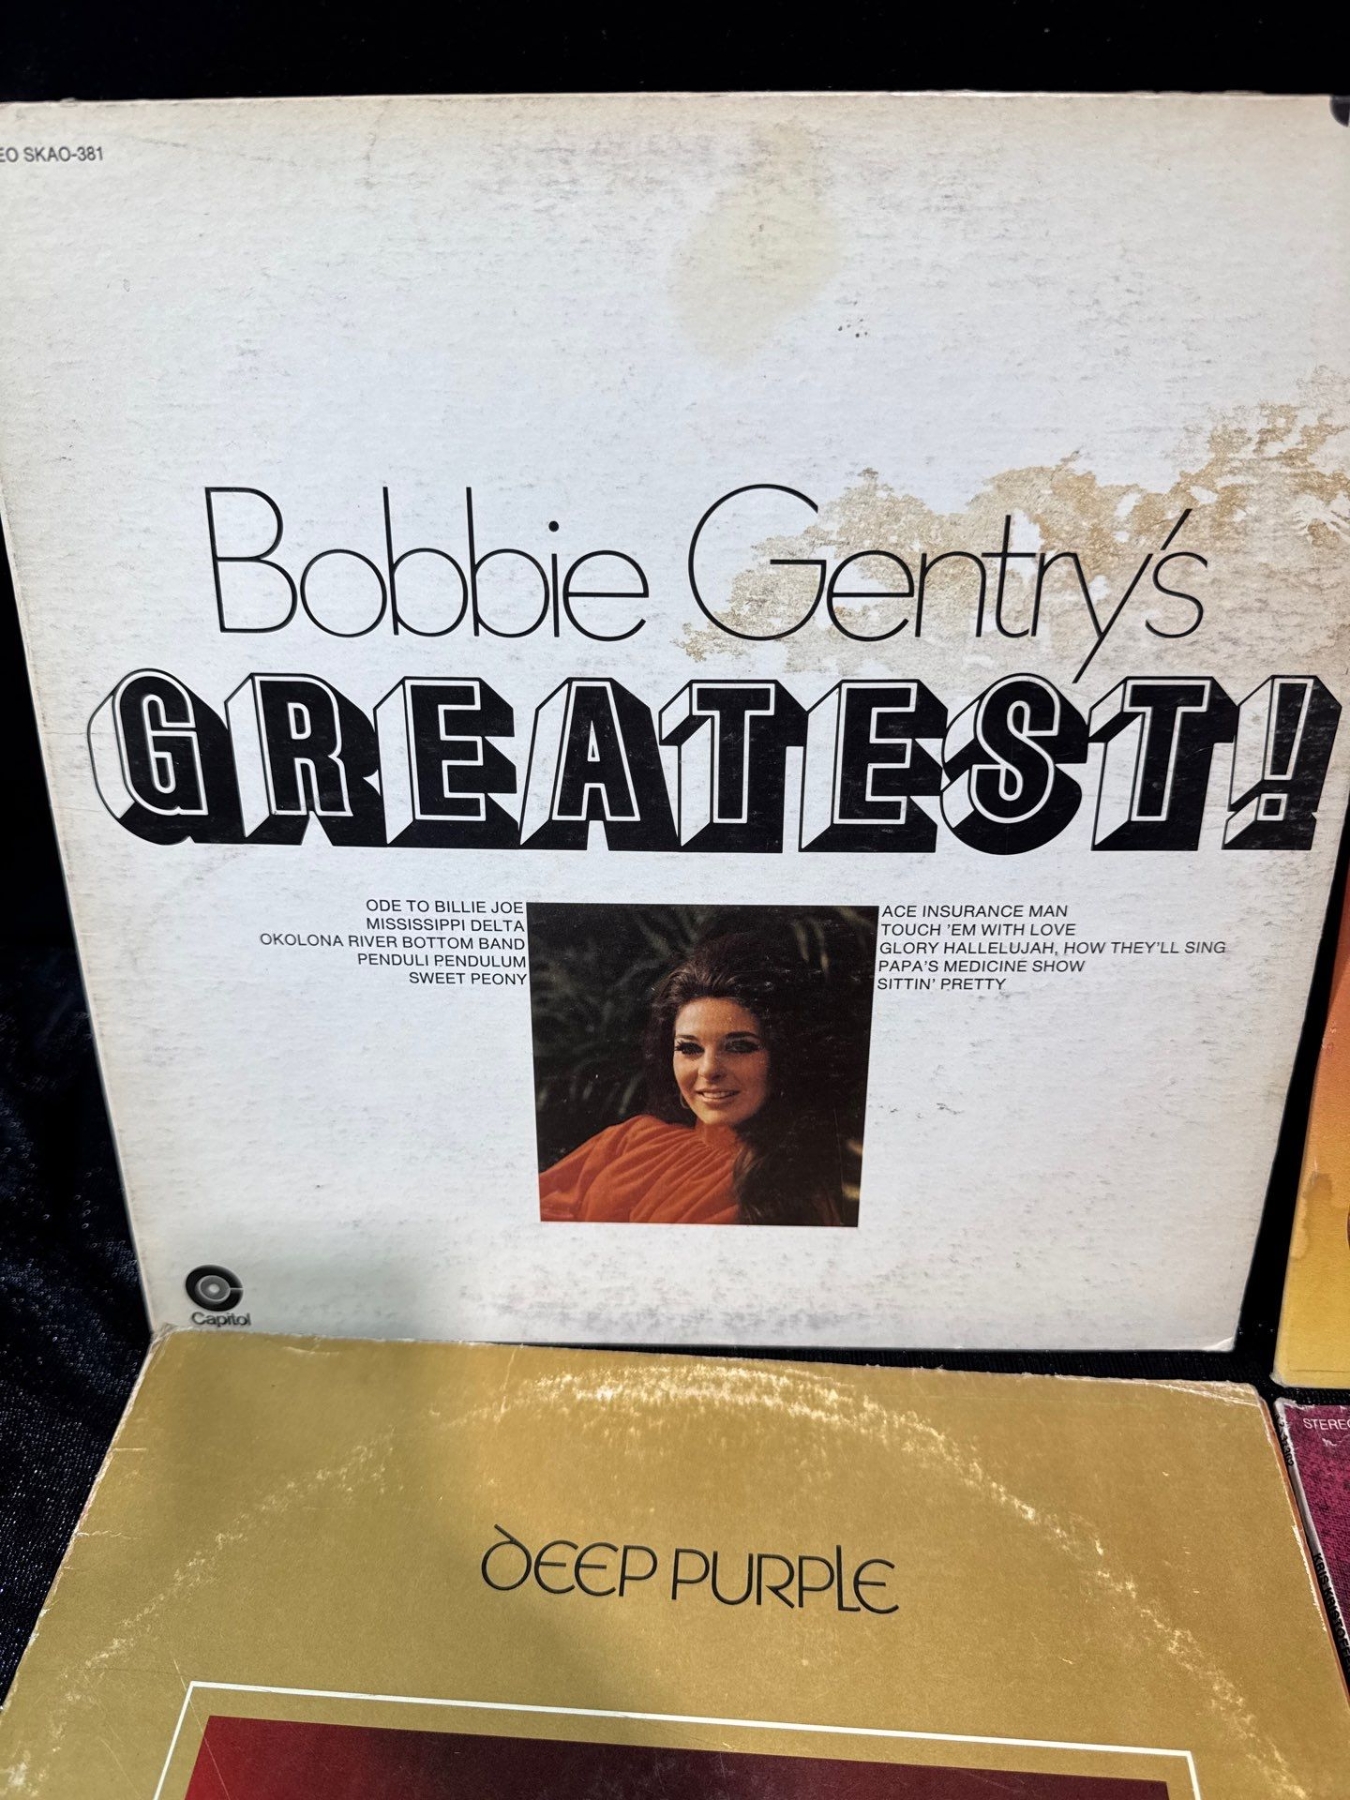 EO SKAO-381
Bobbie Gentry's
GREATEST!
ODE TO BILLIE JOE
MISSISSIPPI DELTA
OKOLONA RIVER BOTTOM BAND
PENDULI PENDULUM
SWEET PEONY
ACE INSURANCE MAN
TOUCH 'EM WITH LOVE
GLORY HALLELUJAH, HOW THEY'LL SING
PAPA'S MEDICINE SHOW
SITTIN' PRETTY
Capitol
DEEP PURPLE
STEREO